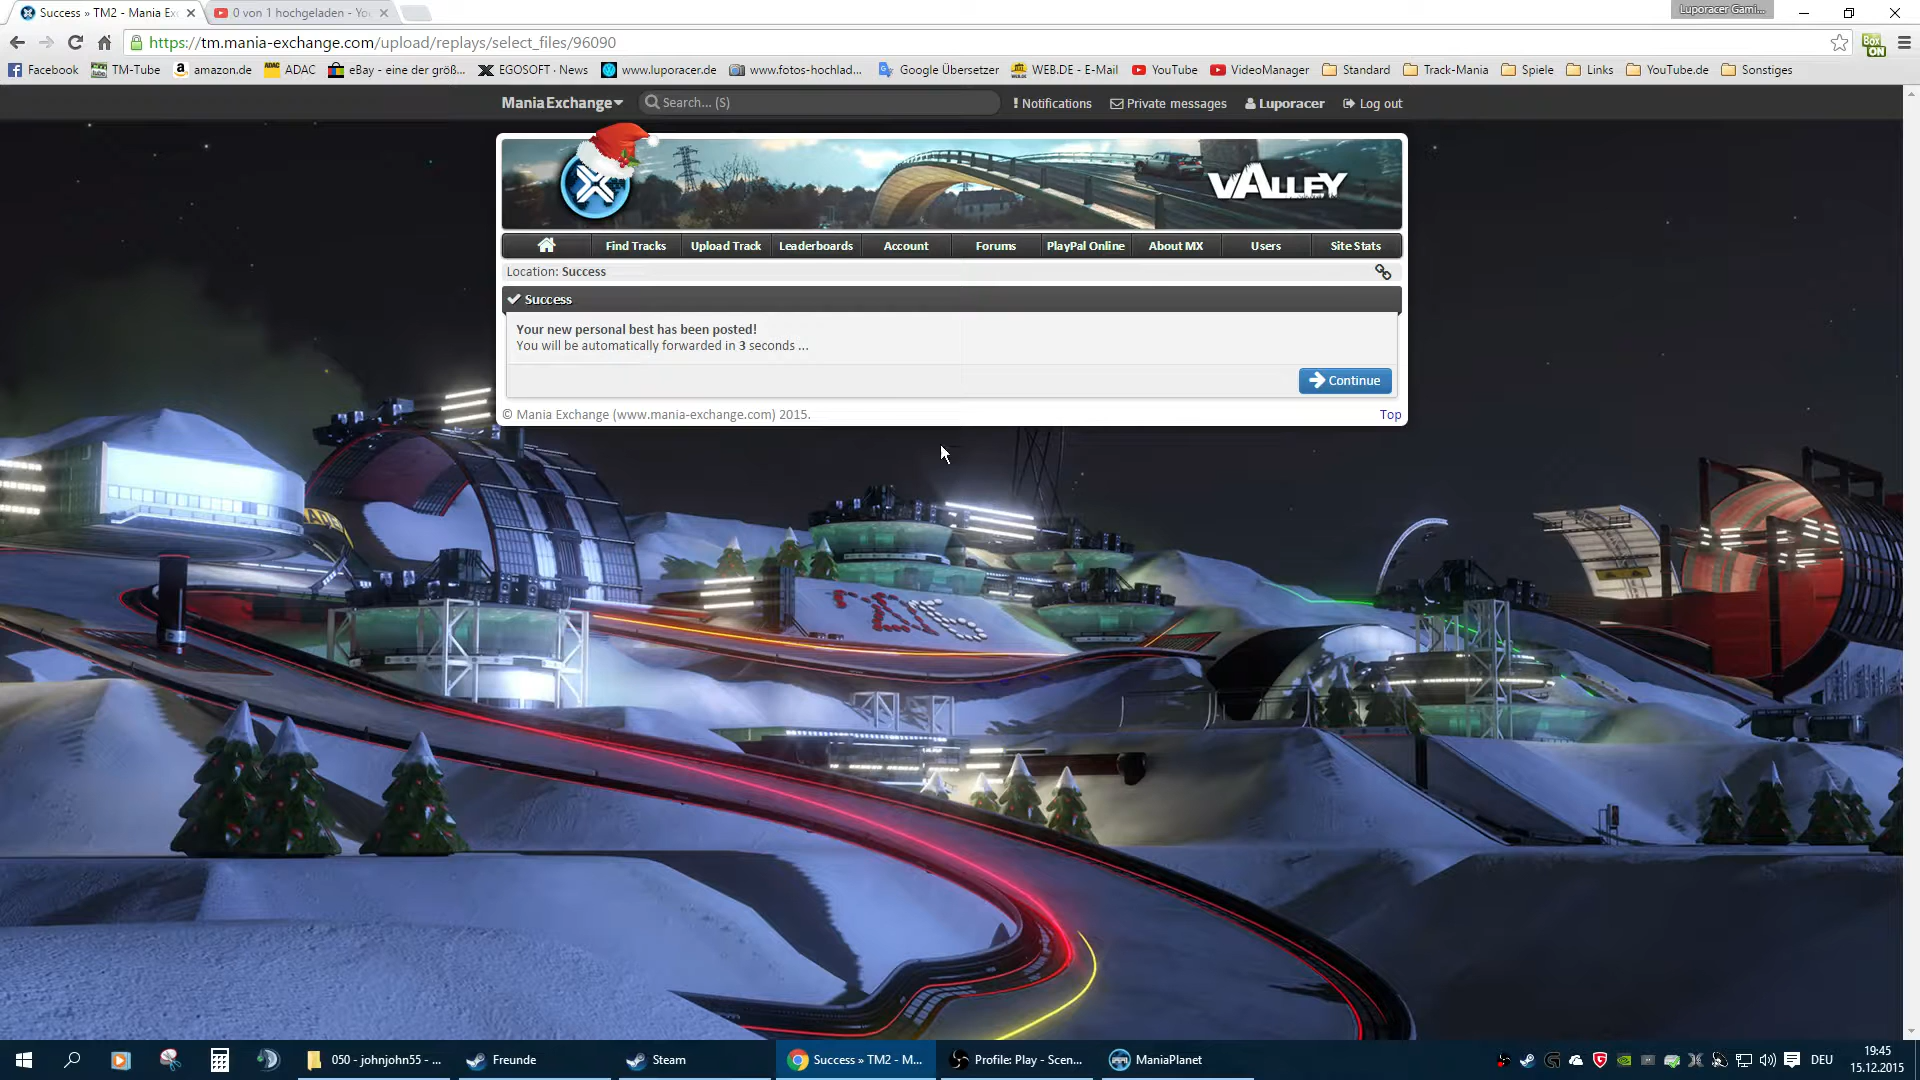 Success » TM2 - Mania Ex
0 von 1 hochgeladen - Yo
Luporacer Gami...
https://tm.mania-exchange.com/upload/replays/select_files/96090
Box
ON
Facebook
TM-Tube
amazon.de
ADAC
ADAC
eBay - eine der größ...
EGOSOFT · News
www.luporacer.de
www.fotos-hochlad...
Google Übersetzer
WEB.DE - E-Mail
YouTube
VideoManager
Standard
Track-Mania
Spiele
Links
YouTube.de
Sonstiges
ManiaExchange
Search... (S)
Notifications
Private messages
Luporacer
Log out
VALLEY
Find Tracks
Upload Track
Leaderboards
Account
Forums
PlayPal Online
About MX
Users
Site Stats
Location: Success
Success
Your new personal best has been posted!
You will be automatically forwarded in 3 seconds ...
Continue
© Mania Exchange (www.mania-exchange.com) 2015.
Top
050 - johnjohn55 - ...
Freunde
Steam
Success » TM2 - M...
Profile: Play - Scen...
ManiaPlanet
DEU
19:45
15.12.2015